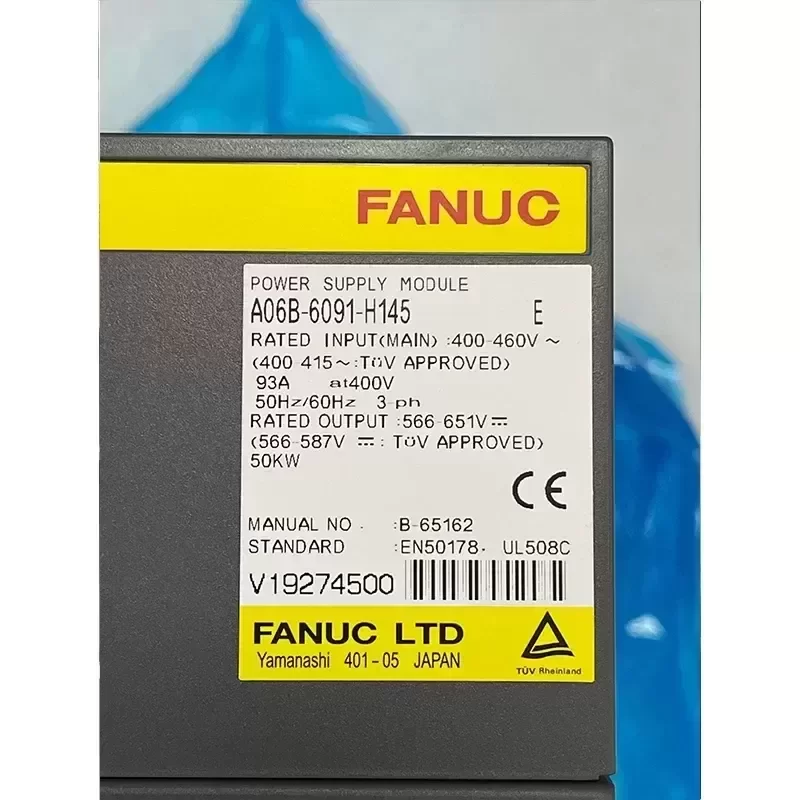 FANUC
POWER SUPPLY MODULE
A06B-6091-H145 E
RATED INPUT(MAIN) :400-460V ~
(400-415~:TÜV APPROVED)
93A at400V
50Hz/60Hz 3-ph
RATED OUTPUT :566-651V⎓
(566-587V ⎓: TÜV APPROVED)
50KW
CE
MANUAL NO. :B-65162
STANDARD :EN50178. UL508C
V19274500
FANUC LTD
Yamanashi 401-05 JAPAN
TÜV Rheinland